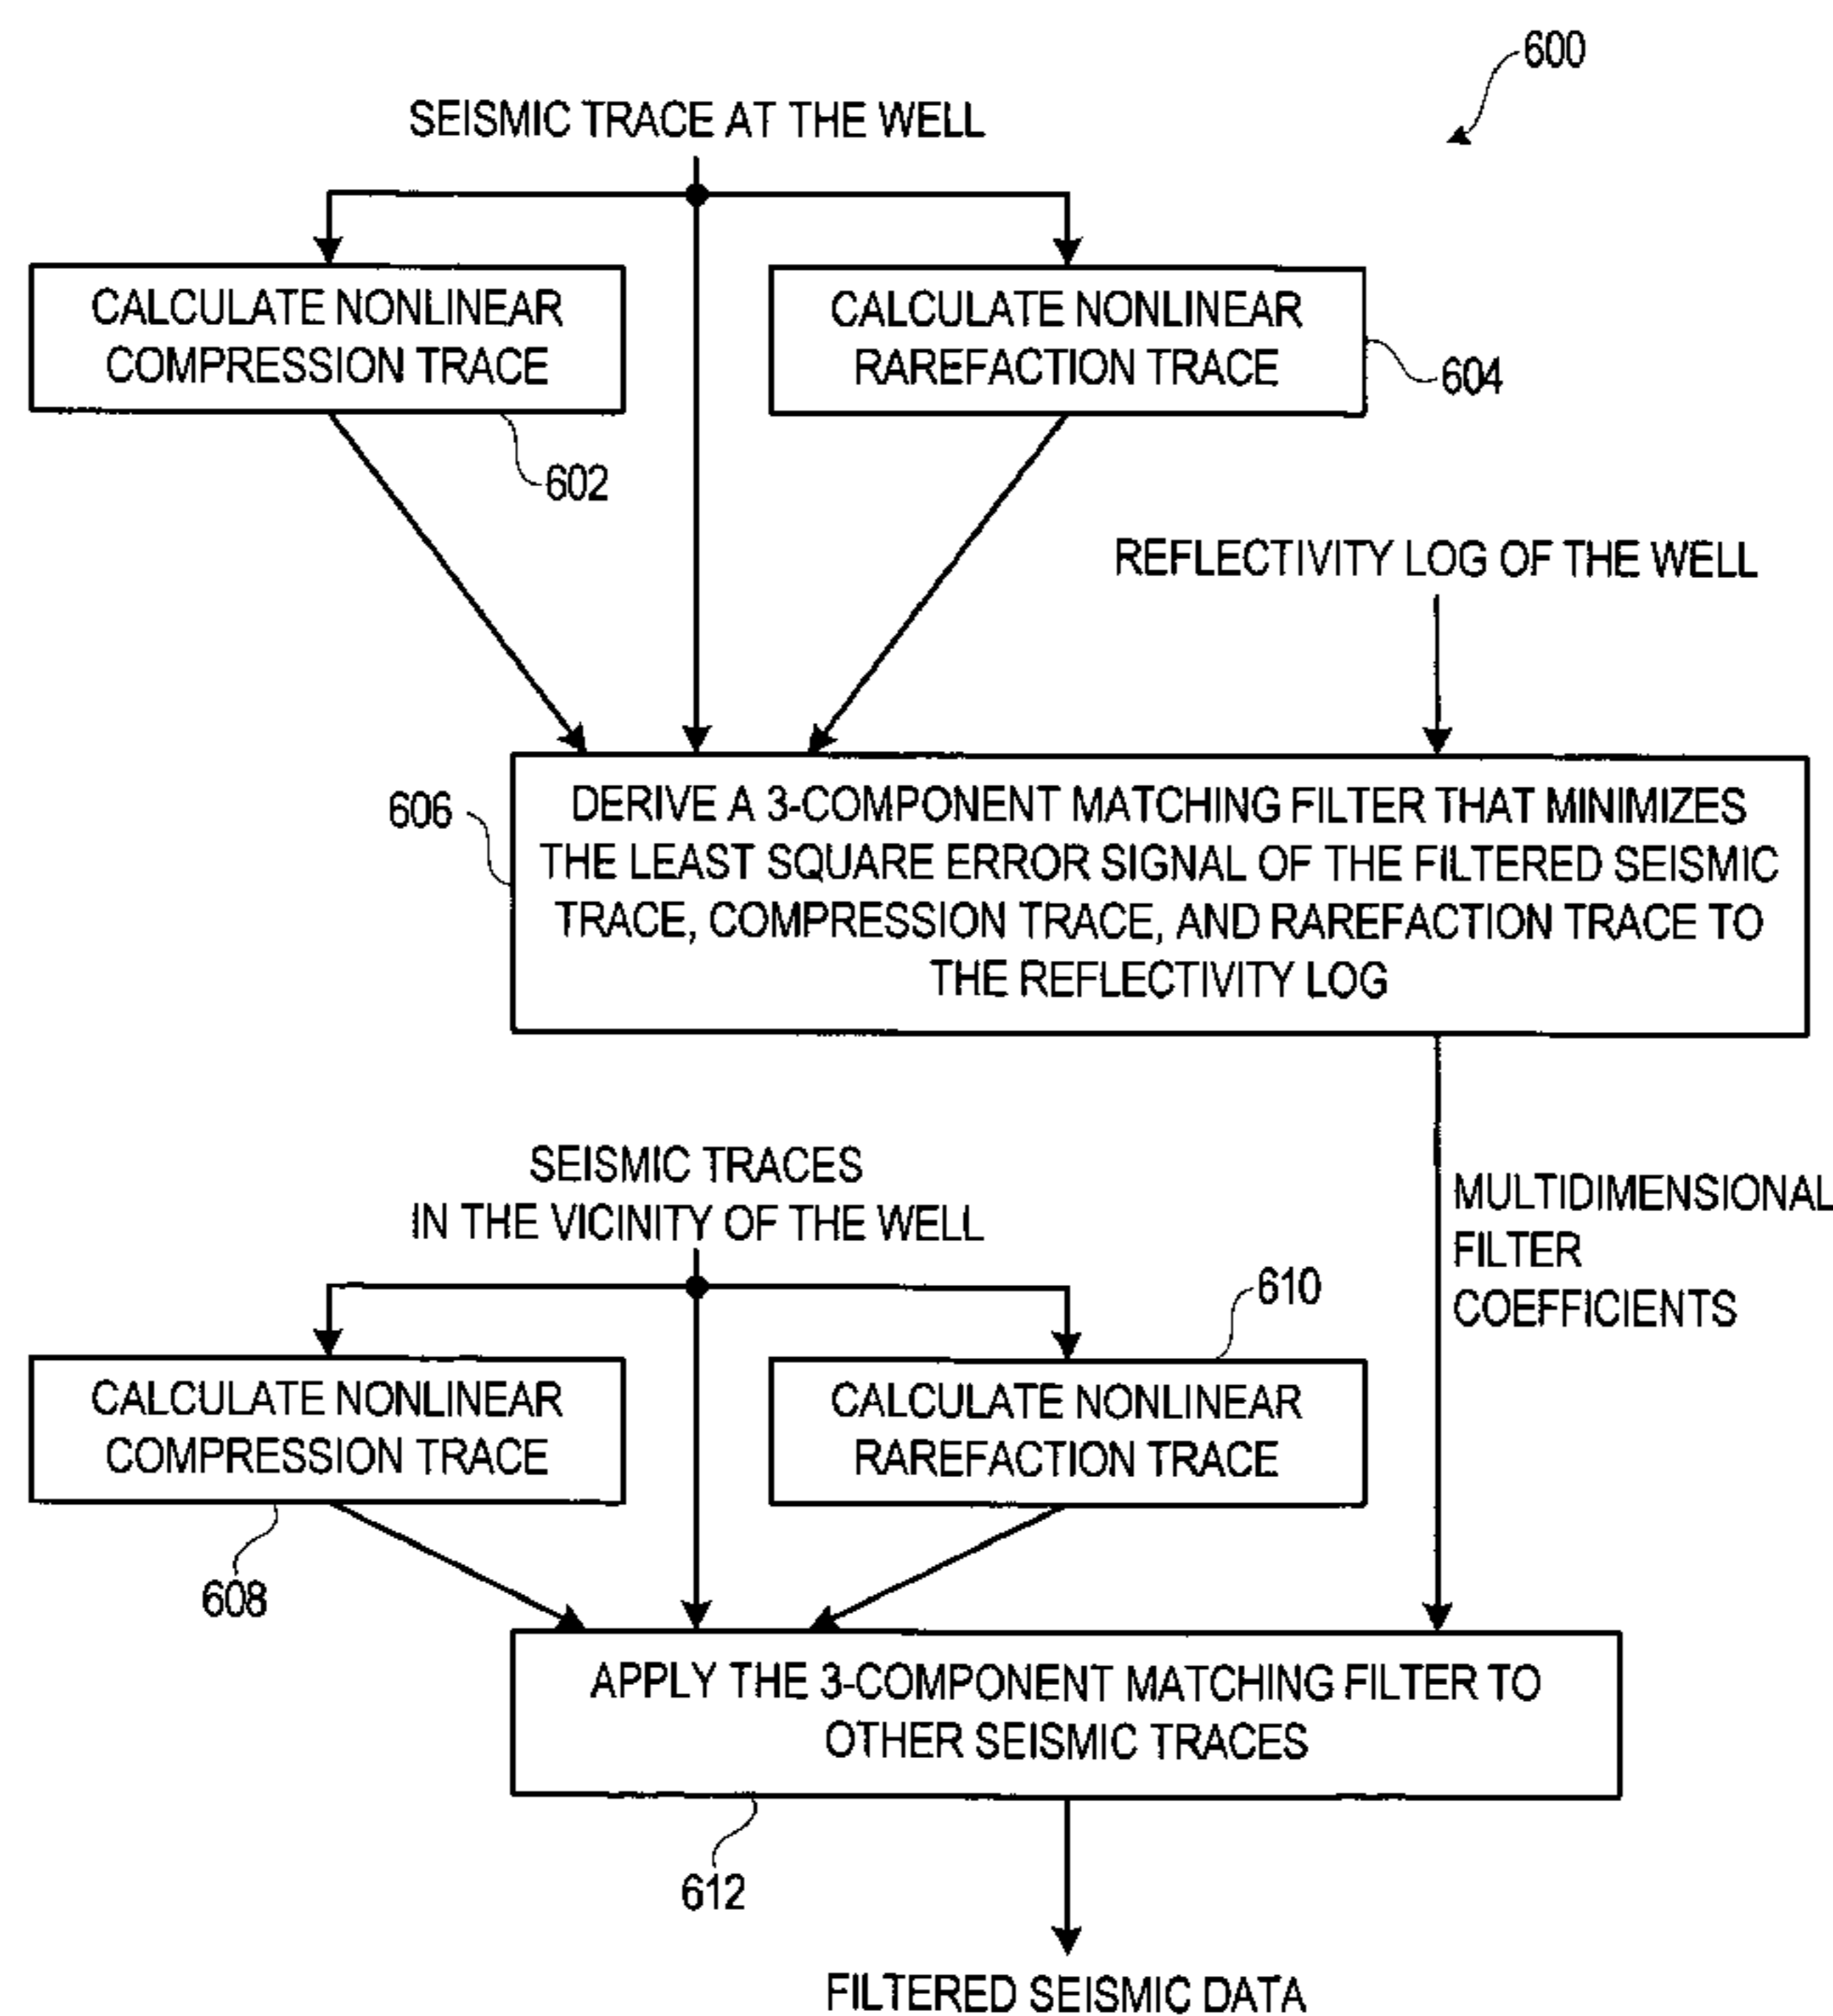 600
SEISMIC TRACE AT THE WELL
CALCULATE NONLINEAR
COMPRESSION TRACE
602
CALCULATE NONLINEAR
RAREFACTION TRACE
604
REFLECTIVITY LOG OF THE WELL
606
DERIVE A 3-COMPONENT MATCHING FILTER THAT MINIMIZES
THE LEAST SQUARE ERROR SIGNAL OF THE FILTERED SEISMIC
TRACE, COMPRESSION TRACE, AND RAREFACTION TRACE TO
THE REFLECTIVITY LOG
MULTIDIMENSIONAL
FILTER
COEFFICIENTS
SEISMIC TRACES
IN THE VICINITY OF THE WELL
CALCULATE NONLINEAR
COMPRESSION TRACE
608
610
CALCULATE NONLINEAR
RAREFACTION TRACE
APPLY THE 3-COMPONENT MATCHING FILTER TO
OTHER SEISMIC TRACES
612
FILTERED SEISMIC DATA